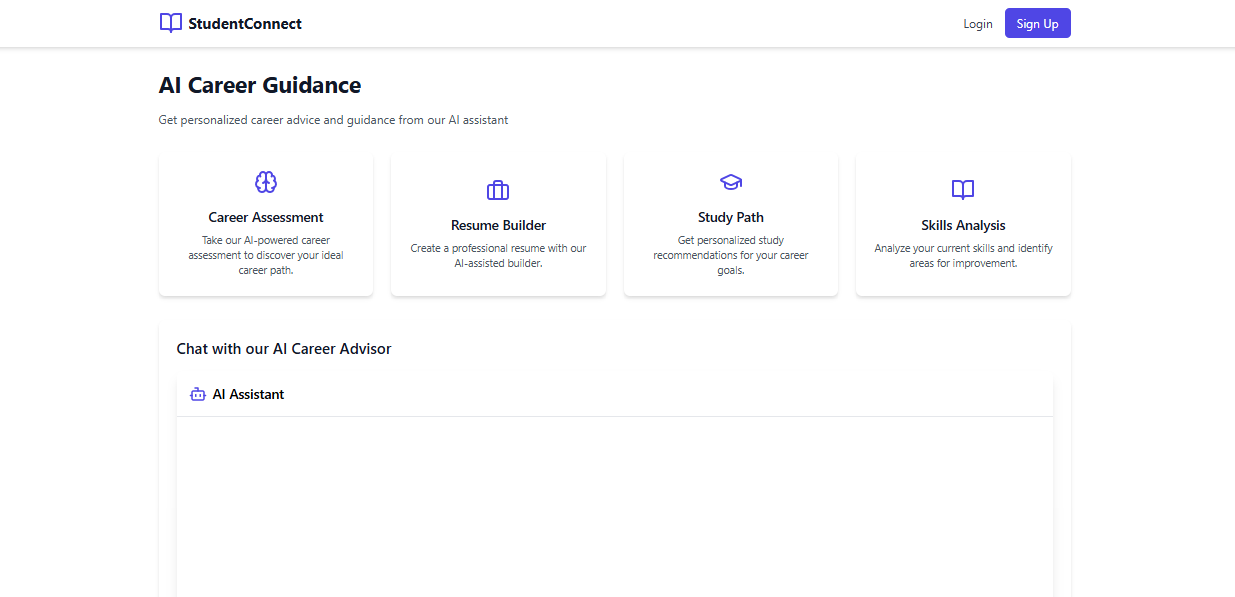 StudentConnect
Login
Sign Up
AI Career Guidance
Get personalized career advice and guidance from our AI assistant
Career Assessment
Take our AI-powered career
assessment to discover your ideal
career path.
Resume Builder
Create a professional resume with our
AI-assisted builder.
Study Path
Get personalized study
recommendations for your career
goals.
Skills Analysis
Analyze your current skills and identify
areas for improvement.
Chat with our AI Career Advisor
AI Assistant